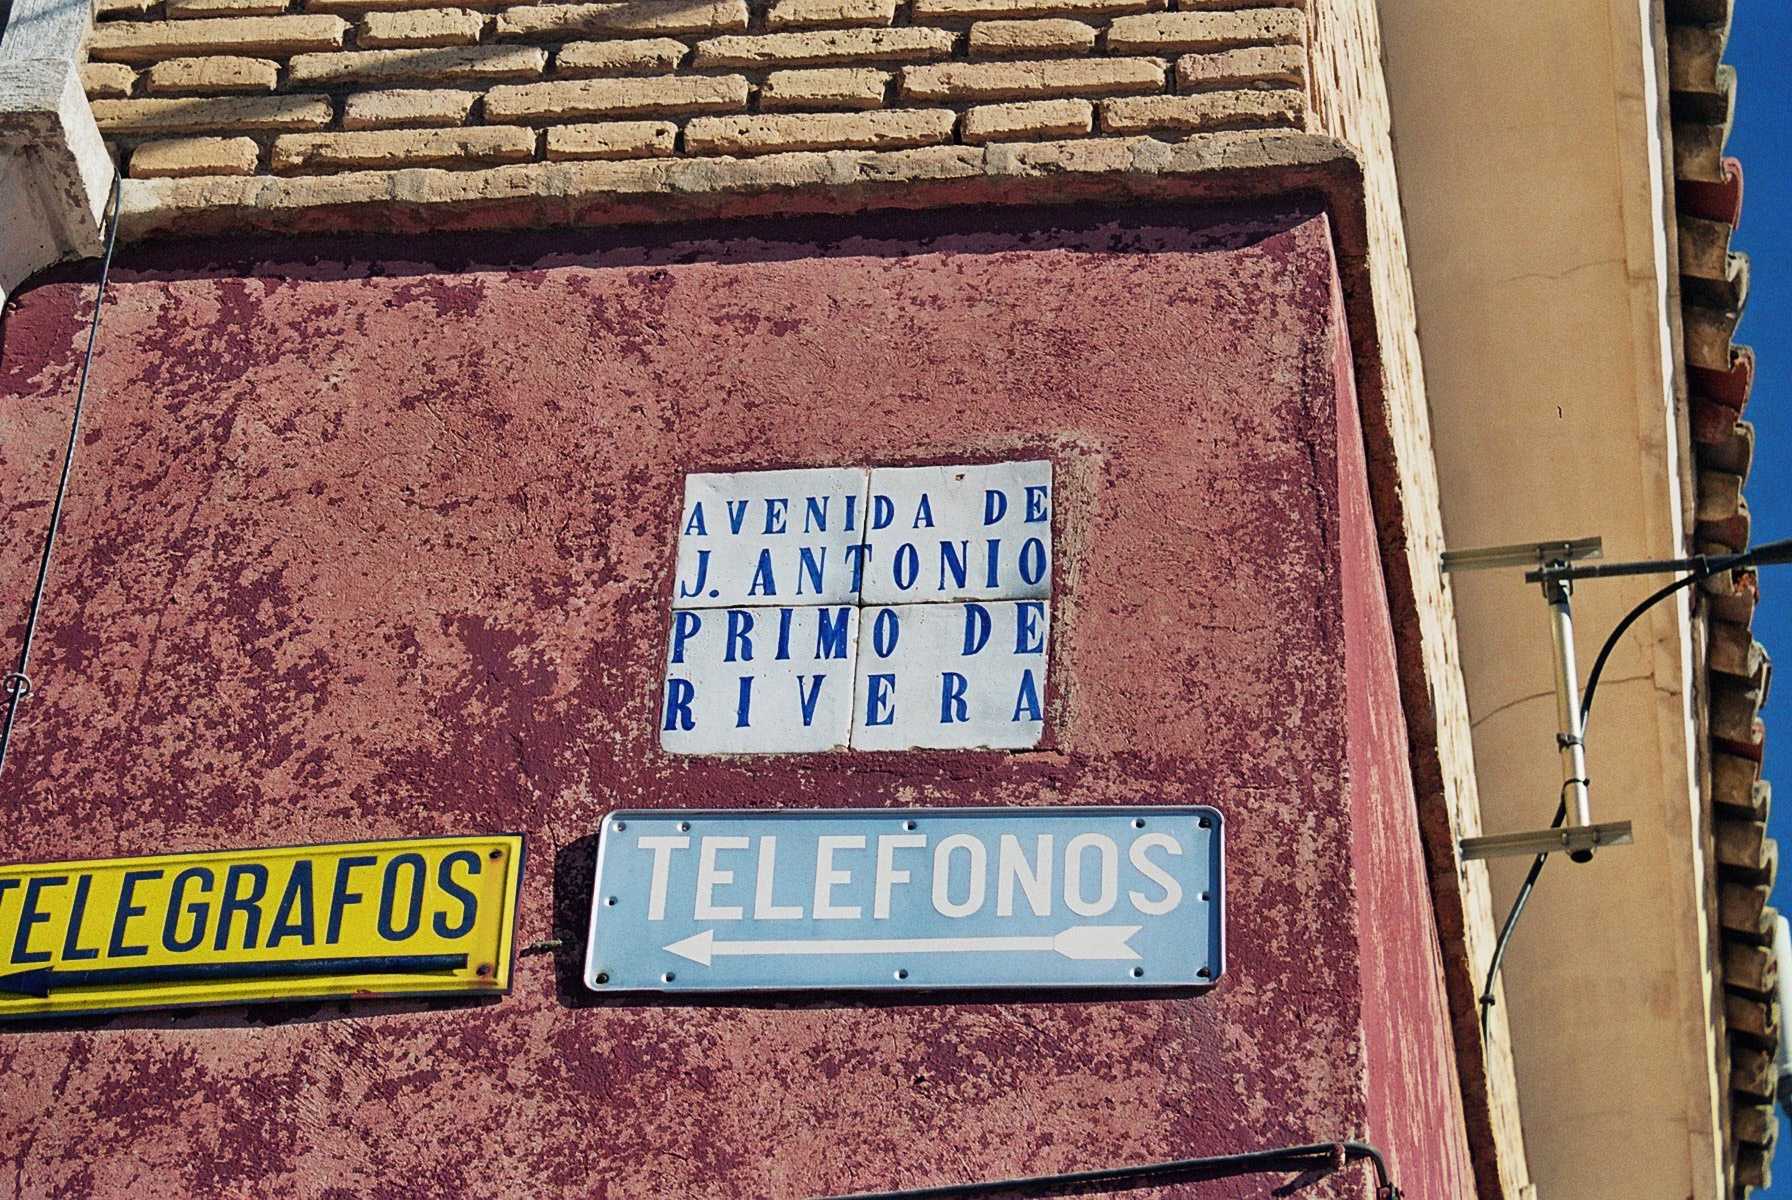 AVENIDA DE
J. ANTONIO
PRIMO DE
RIVERA
TELEGRAFOS
TELEFONOS